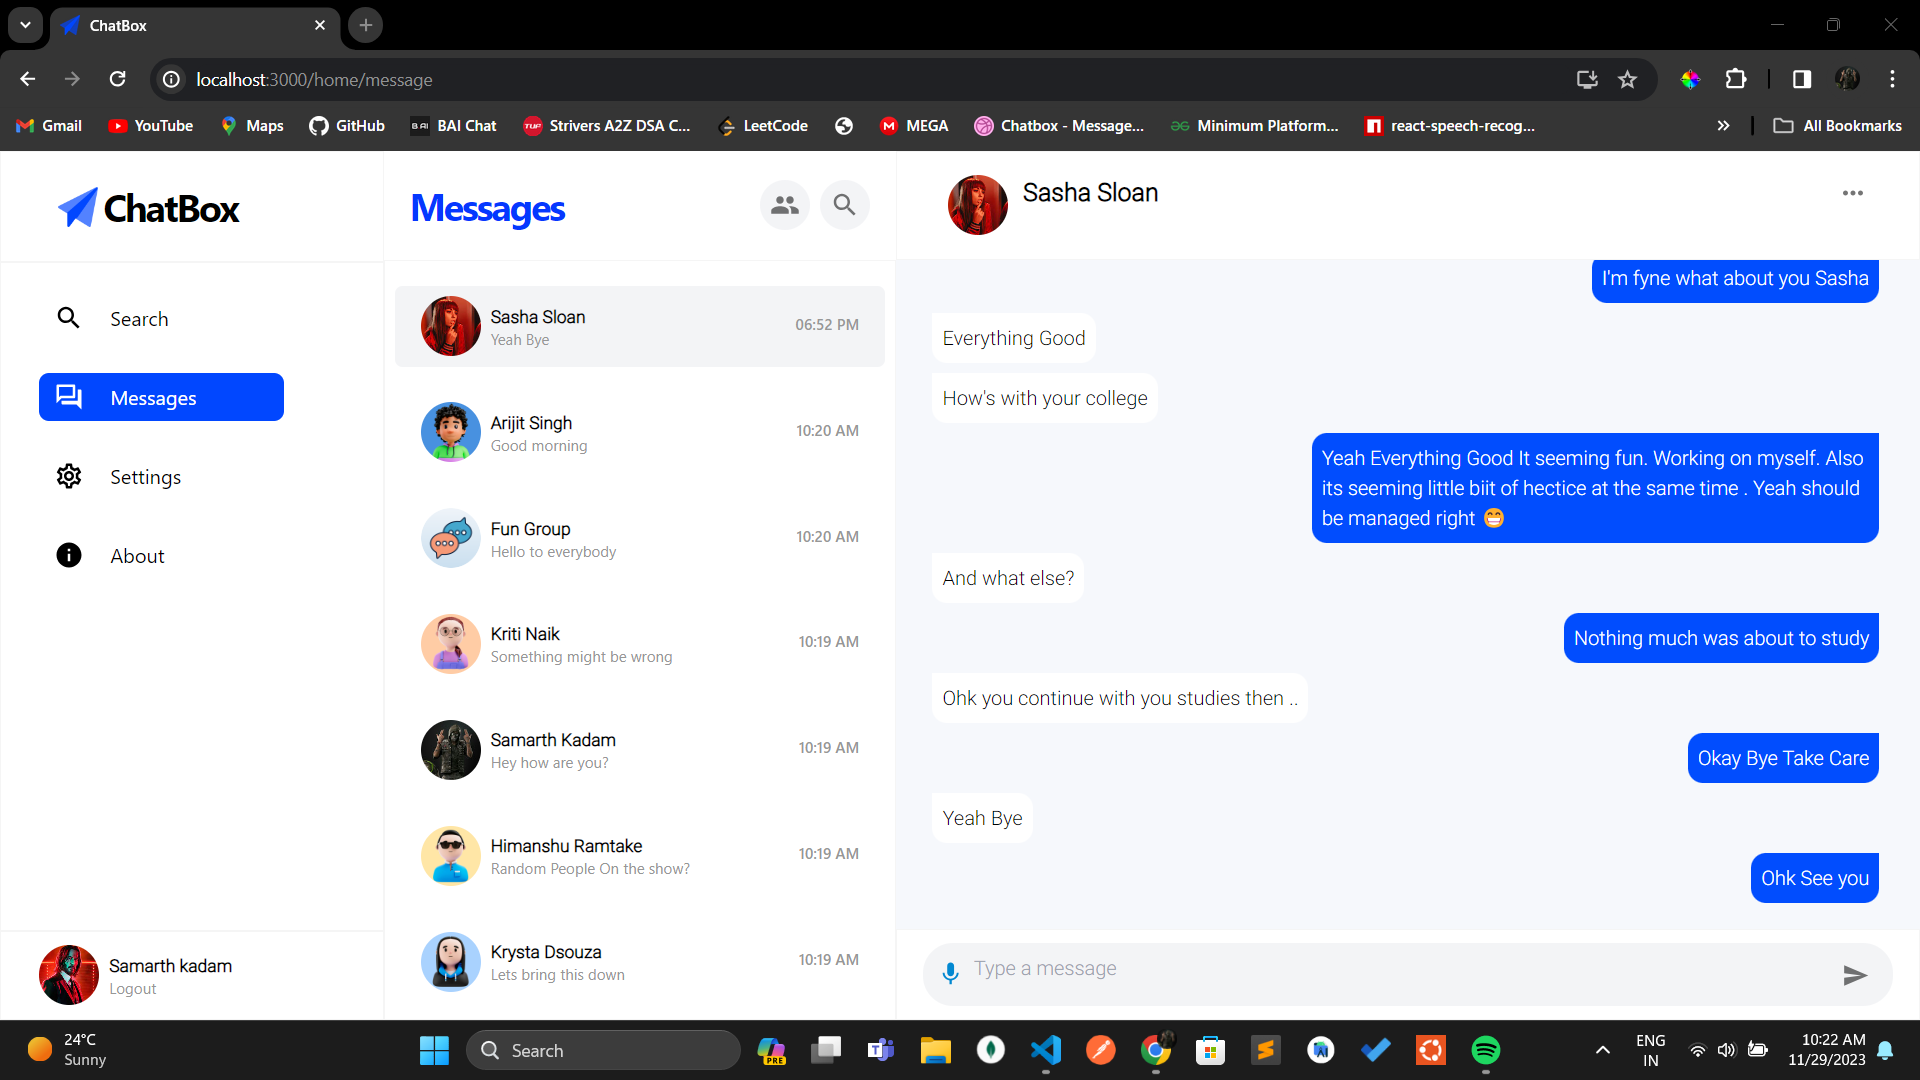 ChatBox
localhost:3000/home/message
Gmail
YouTube
Maps
GitHub
BAI
BAI Chat
TUF
Strivers A2Z DSA C...
LeetCode
MEGA
Chatbox - Message...
Minimum Platform...
react-speech-recog...
All Bookmarks
ChatBox
Search
Messages
Settings
About
Samarth kadam
Logout
Messages
Sasha Sloan
06:52 PM
Yeah Bye
Arijit Singh
10:20 AM
Good morning
Fun Group
10:20 AM
Hello to everybody
Kriti Naik
10:19 AM
Something might be wrong
Samarth Kadam
10:19 AM
Hey how are you?
Himanshu Ramtake
10:19 AM
Random People On the show?
Krysta Dsouza
10:19 AM
Lets bring this down
Sasha Sloan
I'm fyne what about you Sasha
Everything Good
How's with your college
Yeah Everything Good It seeming fun. Working on myself. Also
its seeming little biit of hectice at the same time . Yeah should
be managed right 😁
And what else?
Nothing much was about to study
Ohk you continue with you studies then ..
Okay Bye Take Care
Yeah Bye
Ohk See you
Type a message
24°C
Sunny
Search
PRE
ENG
IN
10:22 AM
11/29/2023